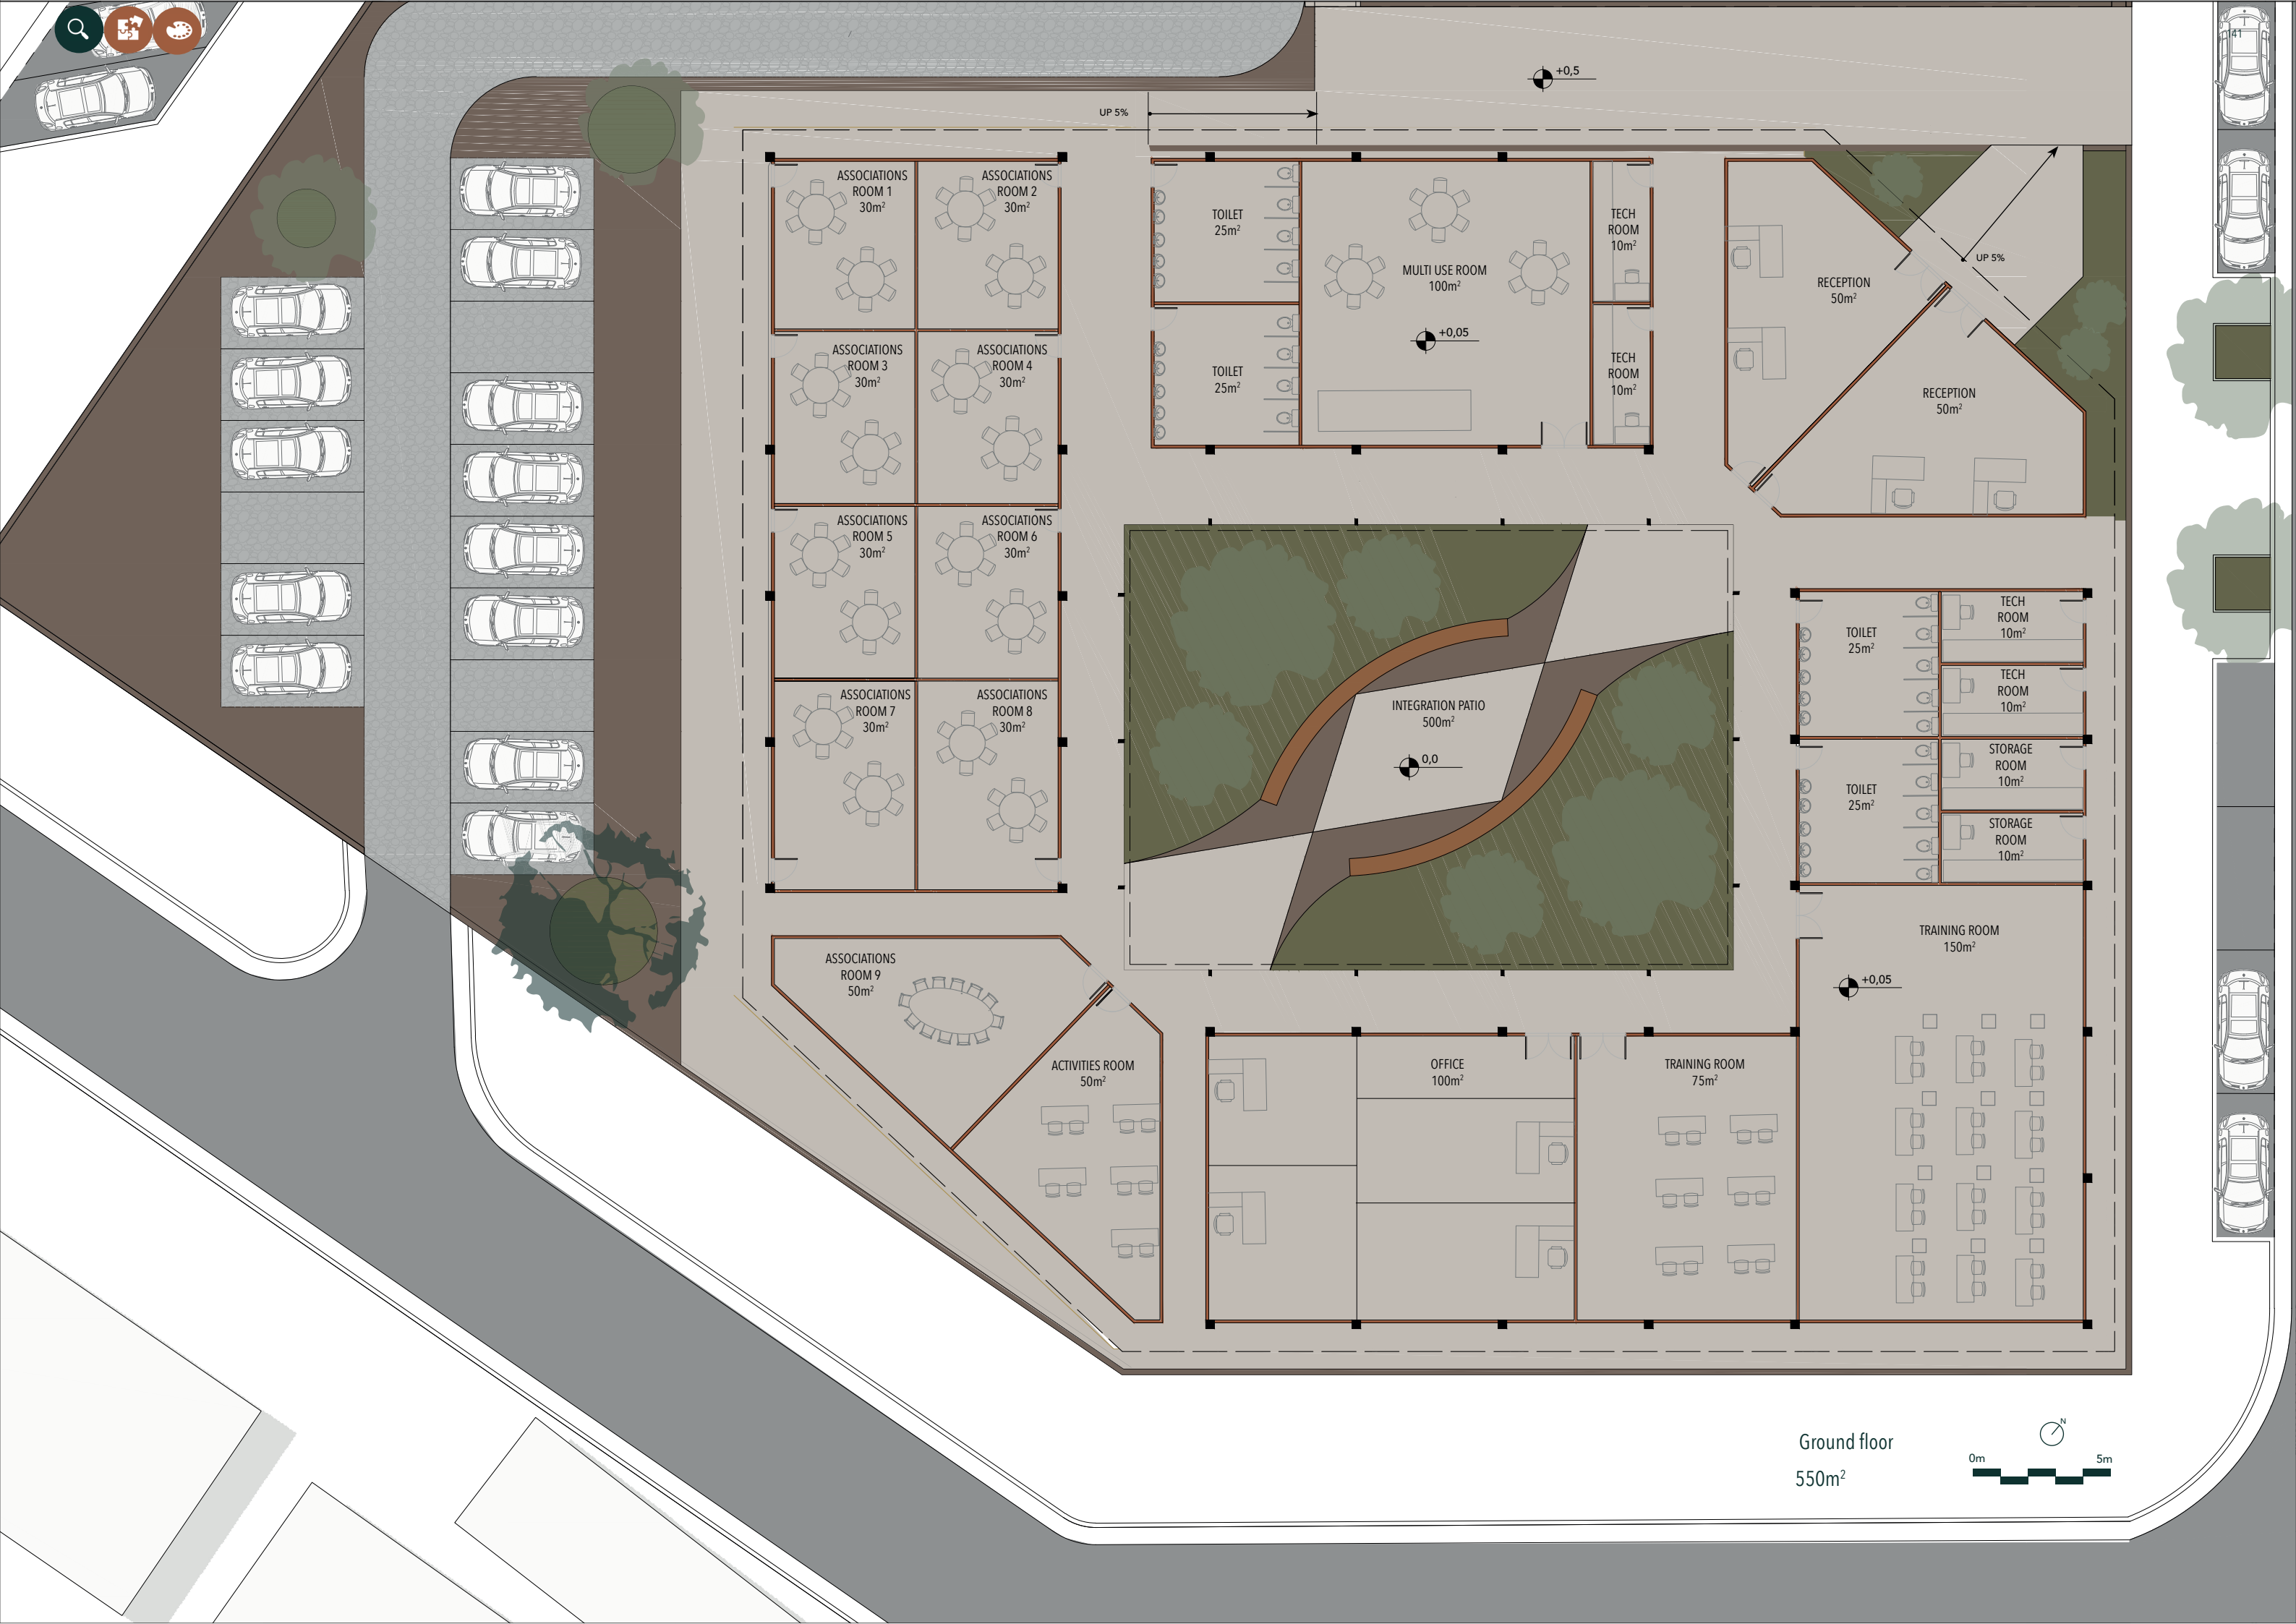 141
+0,5
UP 5%
ASSOCIATIONS
ROOM 1
30m²
ASSOCIATIONS
ROOM 2
30m²
TOILET
25m²
MULTI USE ROOM
100m²
+0,05
TECH
ROOM
10m²
RECEPTION
50m²
UP 5%
ASSOCIATIONS
ROOM 3
30m²
ASSOCIATIONS
ROOM 4
30m²
TOILET
25m²
TECH
ROOM
10m²
RECEPTION
50m²
ASSOCIATIONS
ROOM 5
30m²
ASSOCIATIONS
ROOM 6
30m²
ASSOCIATIONS
ROOM 7
30m²
ASSOCIATIONS
ROOM 8
30m²
INTEGRATION PATIO
500m²
0,0
TOILET
25m²
TECH
ROOM
10m²
TECH
ROOM
10m²
TOILET
25m²
STORAGE
ROOM
10m²
STORAGE
ROOM
10m²
TRAINING ROOM
150m²
+0,05
ASSOCIATIONS
ROOM 9
50m²
ACTIVITIES ROOM
50m²
OFFICE
100m²
TRAINING ROOM
75m²
Ground floor
550m²
N
0m 5m